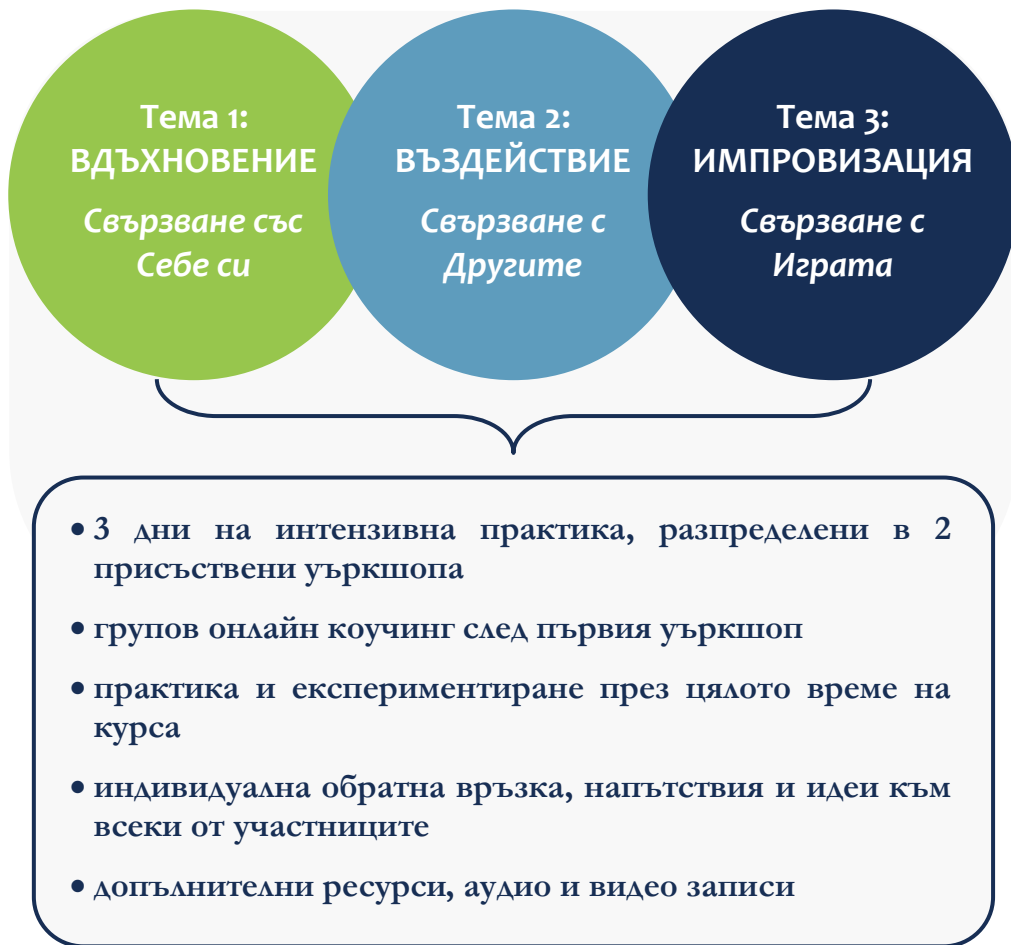 Тема 1:
ВДЪХНОВЕНИЕ
Свързване със
Себе си
Тема 2:
ВЪЗДЕЙСТВИЕ
Свързване с
Другите
Тема 3:
ИМПРОВИЗАЦИЯ
Свързване с
Играта
• 3 дни на интензивна практика, разпределени в 2
присъствени уъркшопа
• групов онлайн коучинг след първия уъркшоп
• практика и експериментиране през цялото време на
курса
• индивидуална обратна връзка, напътствия и идеи към
всеки от участниците
• допълнителни ресурси, аудио и видео записи